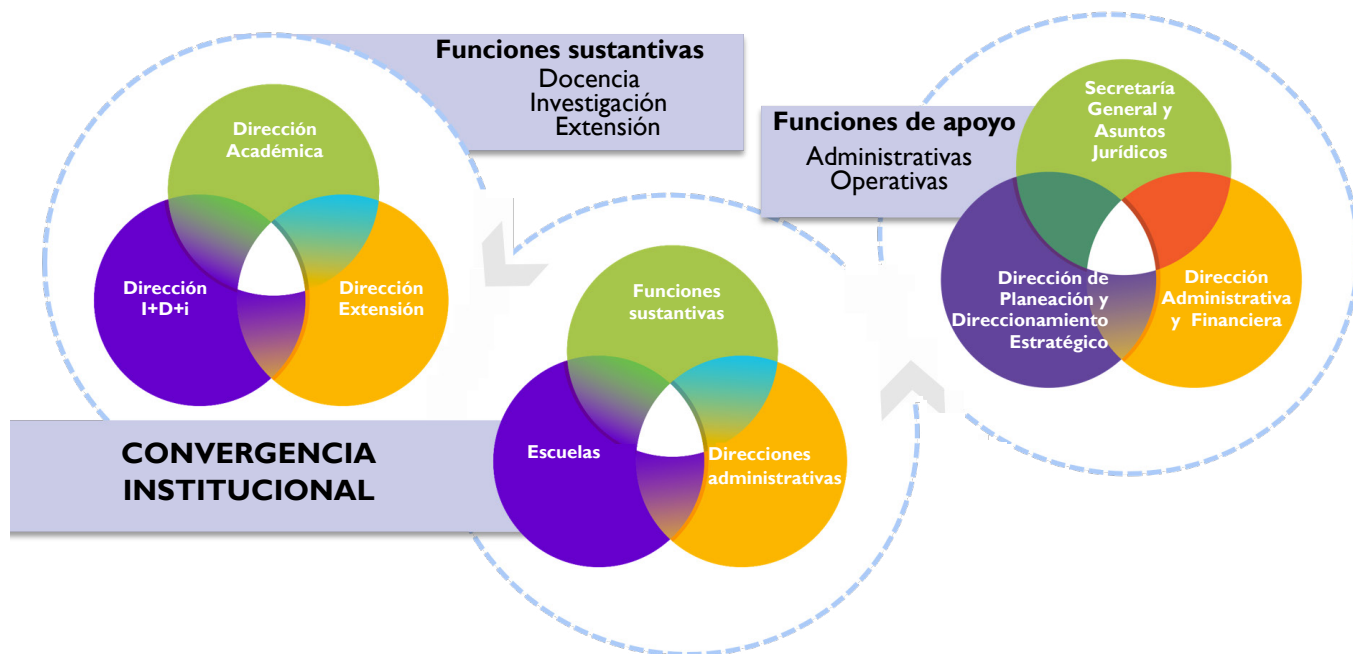 Funciones sustantivas
Docencia
Investigación
Extensión
Dirección
Académica
Dirección
I+D+i
Dirección
Extensión
Funciones de apoyo
Administrativas
Operativas
Secretaría
General y
Asuntos
Jurídicos
Dirección de
Planeación y
Direccionamiento
Estratégico
Dirección
Administrativa
y Financiera
CONVERGENCIA
INSTITUCIONAL
Funciones
sustantivas
Escuelas
Direcciones
administrativas